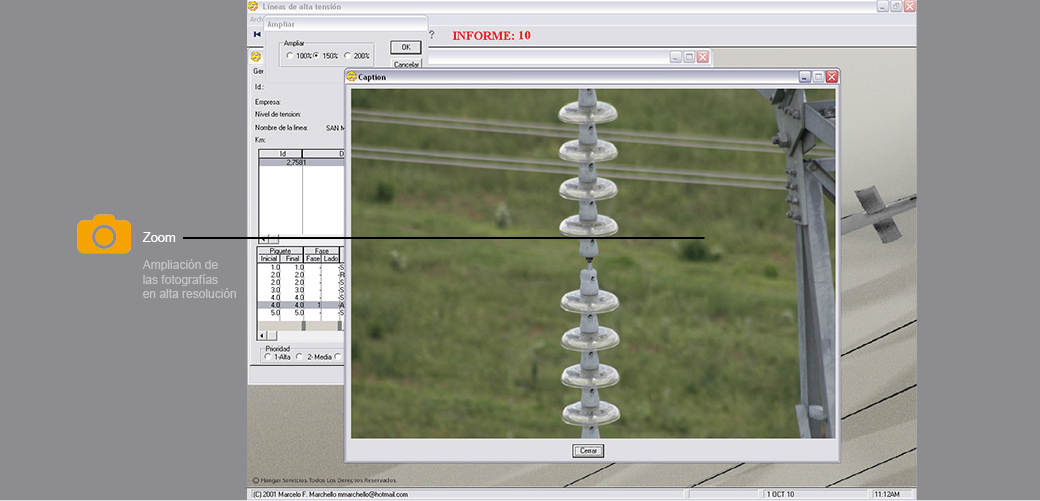 Lineas de alta tensión
Ampliar
?
INFORME: 10
Ampliar
100%
150%
200%
OK
Cancelar
Ger
Id.:
Empresa:
Nivel de tension:
Nombre de la linea:
SAN M
Km:
Id
D
2.7581
Caption
Zoom
Ampliación de
las fotografías
en alta resolución
Piquete
Fase
Inicial
Final
Fase
Lado
1.0 1.0 - -S
2.0 2.0 - -R
2.0 2.0 - -S
3.0 3.0 - -S
4.0 4.0 - -S
4.0 4.0 1 -A
5.0 5.0 - -S
Prioridad
1-Alta
2- Media
Cerrar
© Hangar Servicios. Todos Los Derechos Reservados.
(C) 2001 Marcelo F. Marchello mmarchello@hotmail.com
1 OCT 10
11:12AM